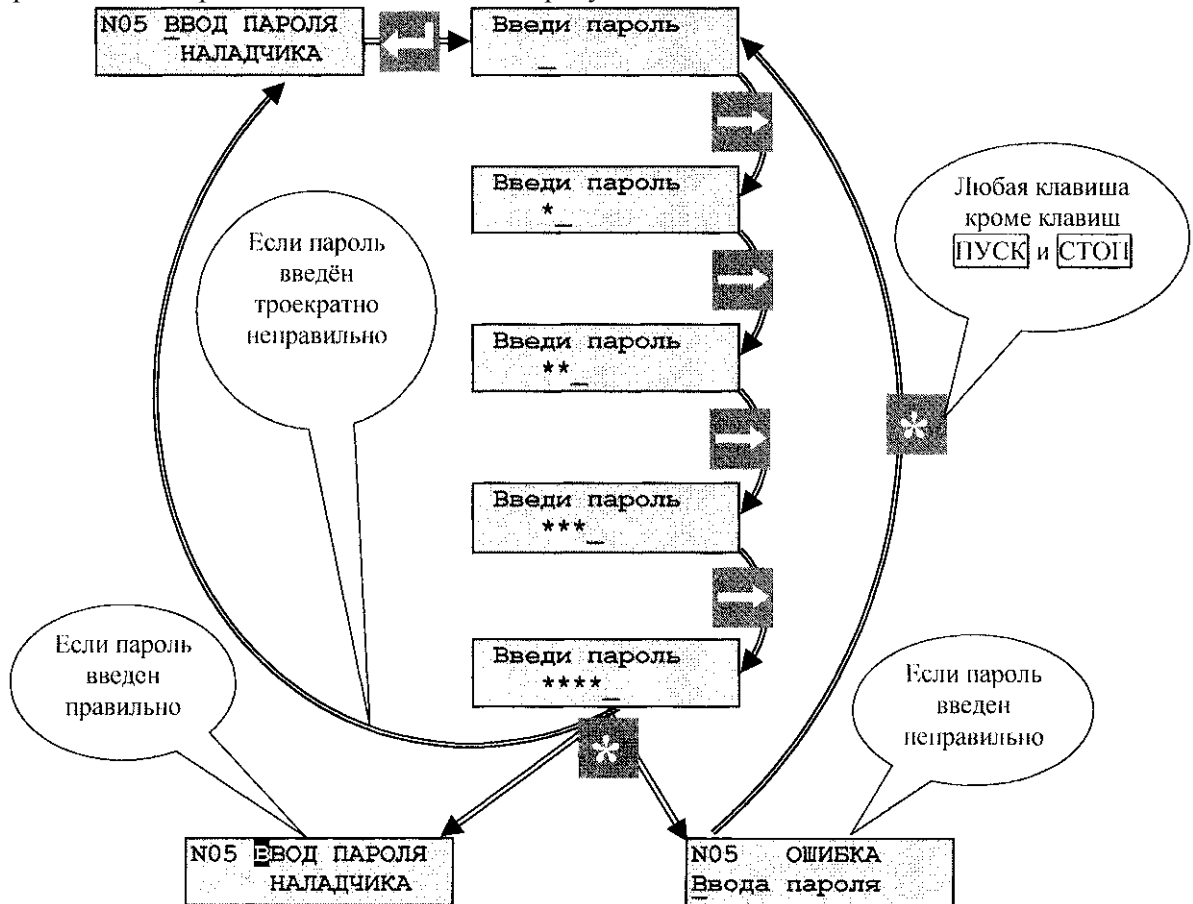 N05 ВВОД ПАРОЛЯ
НАЛАДЧИКА
Введи пароль
_
Введи пароль
*_
Любая клавиша
кроме клавиш
ПУСК и СТОП
Если пароль
введён
троекратно
неправильно
Введи пароль
**_
*
Введи пароль
***_
Введи пароль
****_
Если пароль
введен
правильно
Если пароль
введен
неправильно
*
N05 ВВОД ПАРОЛЯ
НАЛАДЧИКА
N05 ОШИБКА
Ввода пароля